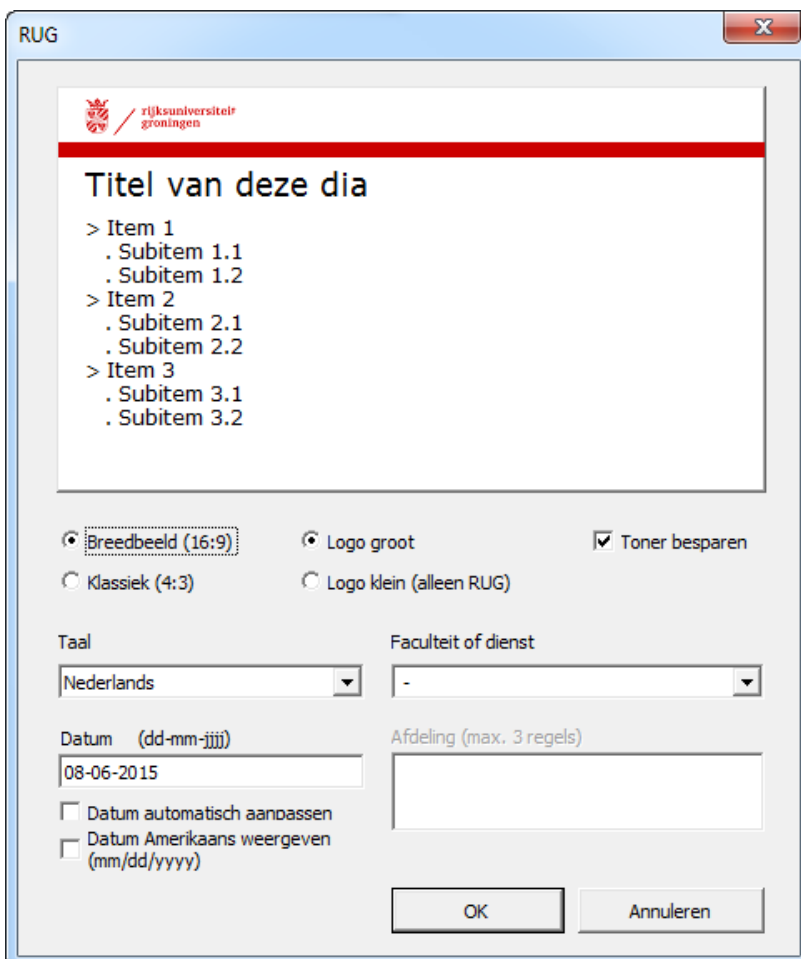 RUG
rijksuniversiteit
groningen
Titel van deze dia
> Item 1
. Subitem 1.1
. Subitem 1.2
> Item 2
. Subitem 2.1
. Subitem 2.2
> Item 3
. Subitem 3.1
. Subitem 3.2
Breedbeeld (16:9)
Logo groot
Toner besparen
Klassiek (4:3)
Logo klein (alleen RUG)
Taal
Faculteit of dienst
Nederlands
-
Datum (dd-mm-jjjj)
Afdeling (max. 3 regels)
08-06-2015
Datum automatisch aanpassen
Datum Amerikaans weergeven
(mm/dd/yyyy)
OK
Annuleren